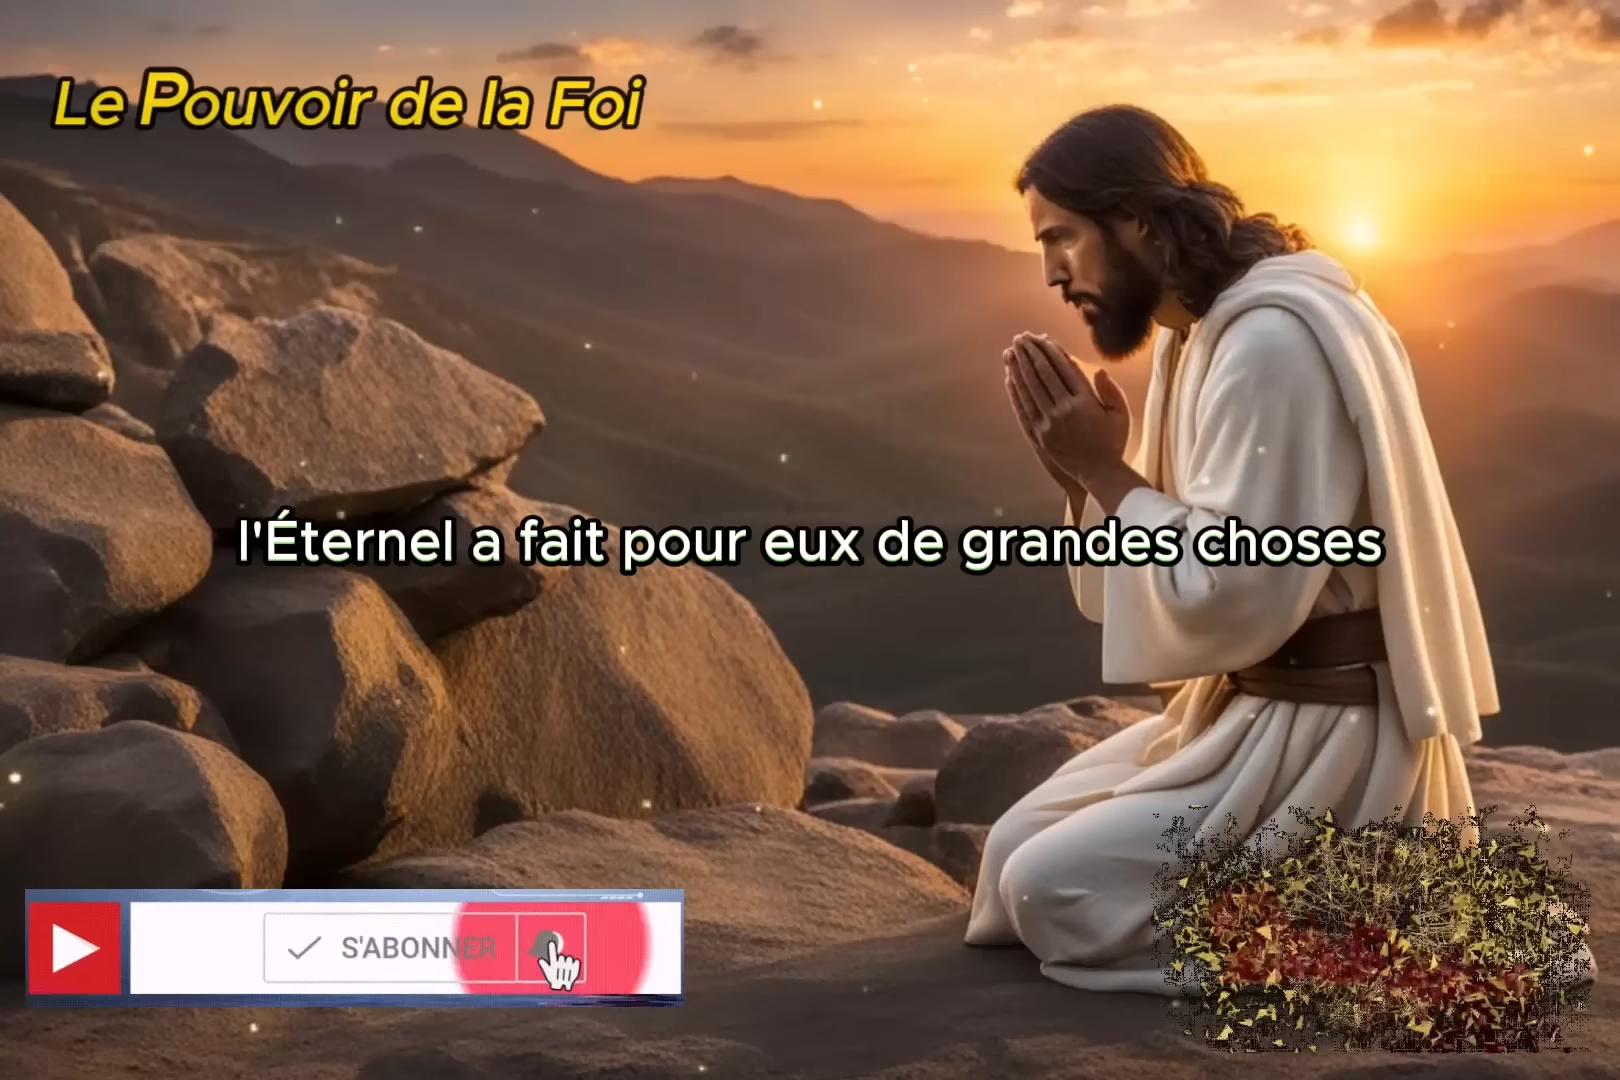 Le Pouvoir de la Foi
l'Éternel a fait pour eux de grandes choses
S'ABONNER